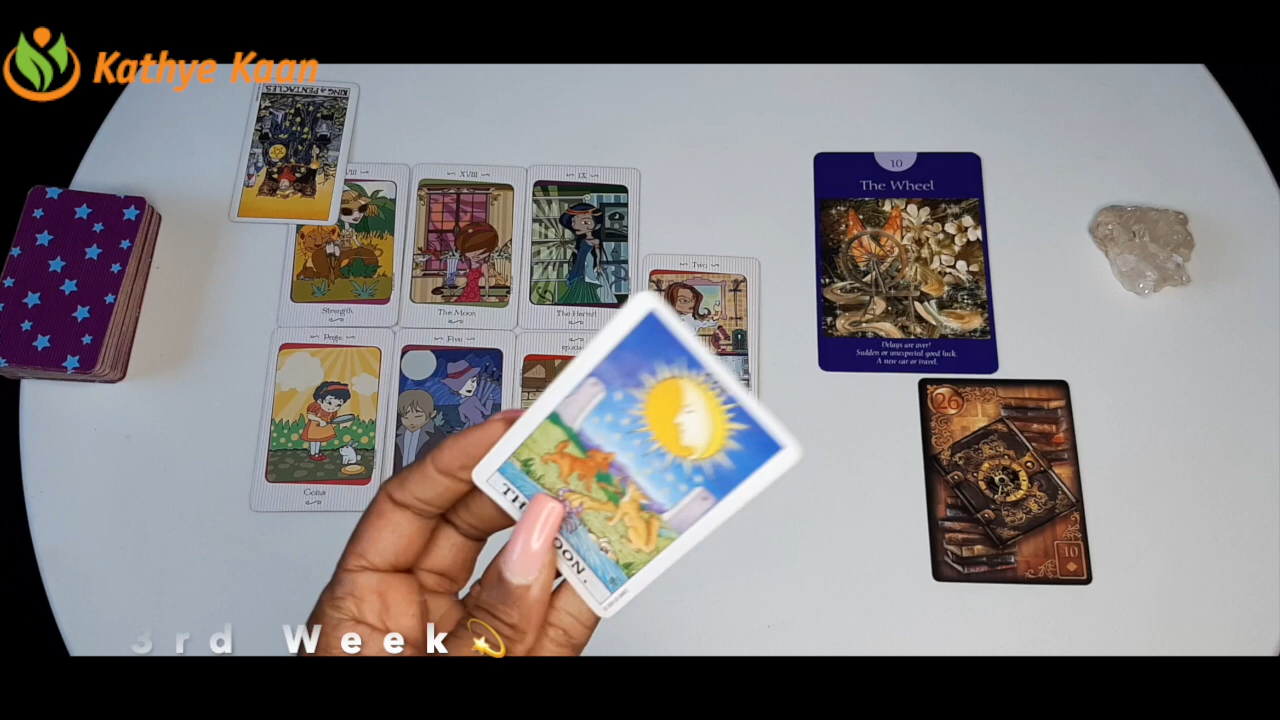 Kathye Kaan
KING of PENTACLES
VIII
XVIII
IX
Two
Strength
The Moon
The Hermit
Page
Five
Coins
THE MOON.
10
The Wheel
Delays are over!
Sudden or unexpected good luck.
A new car or travel.
26
10
3rd Week